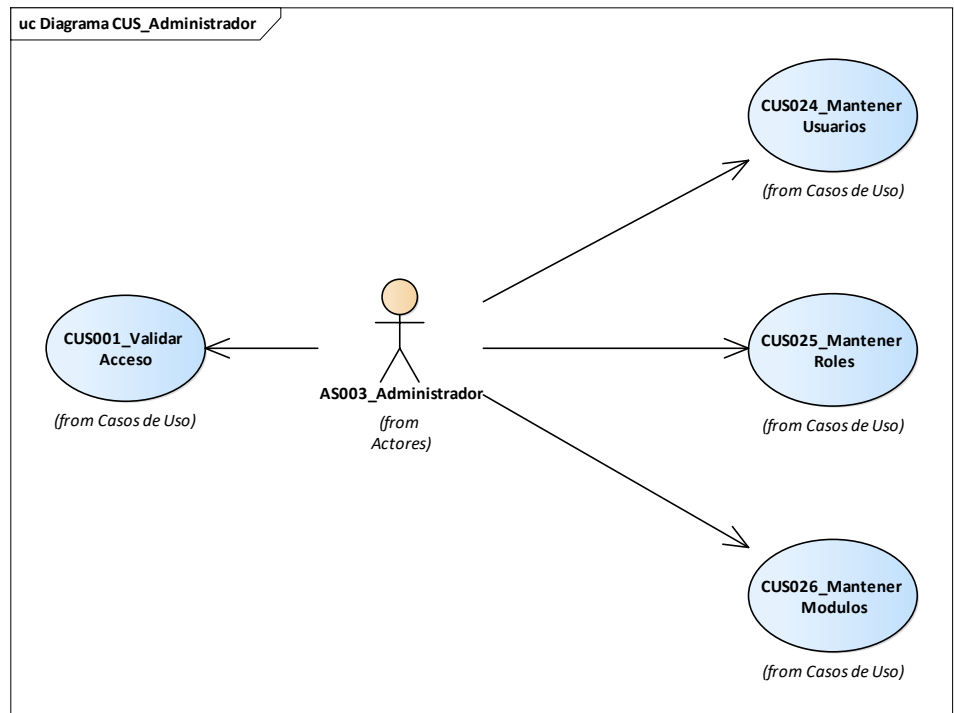 uc Diagrama CUS_Administrador
CUS024_Mantener
Usuarios
(from Casos de Uso)
CUS001_Validar
Acceso
(from Casos de Uso)
AS003_Administrador
(from
Actores)
CUS025_Mantener
Roles
(from Casos de Uso)
CUS026_Mantener
Modulos
(from Casos de Uso)